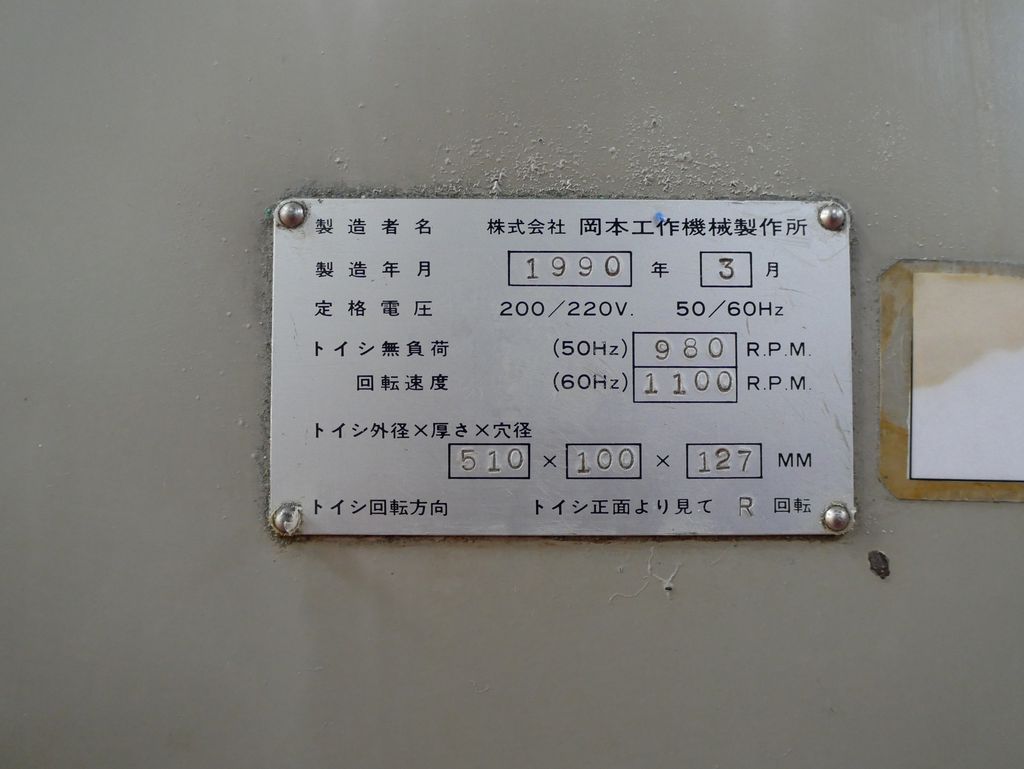 製造者名 株式会社 岡本工作機械製作所
製造年月 1990 年 3 月
定格電圧 200/220V. 50/60Hz
トイシ無負荷 (50Hz) 980 R.P.M.
回転速度 (60Hz) 1100 R.P.M.
トイシ外径×厚さ×穴径
510 × 100 × 127 MM
トイシ回転方向 トイシ正面より見て R 回転